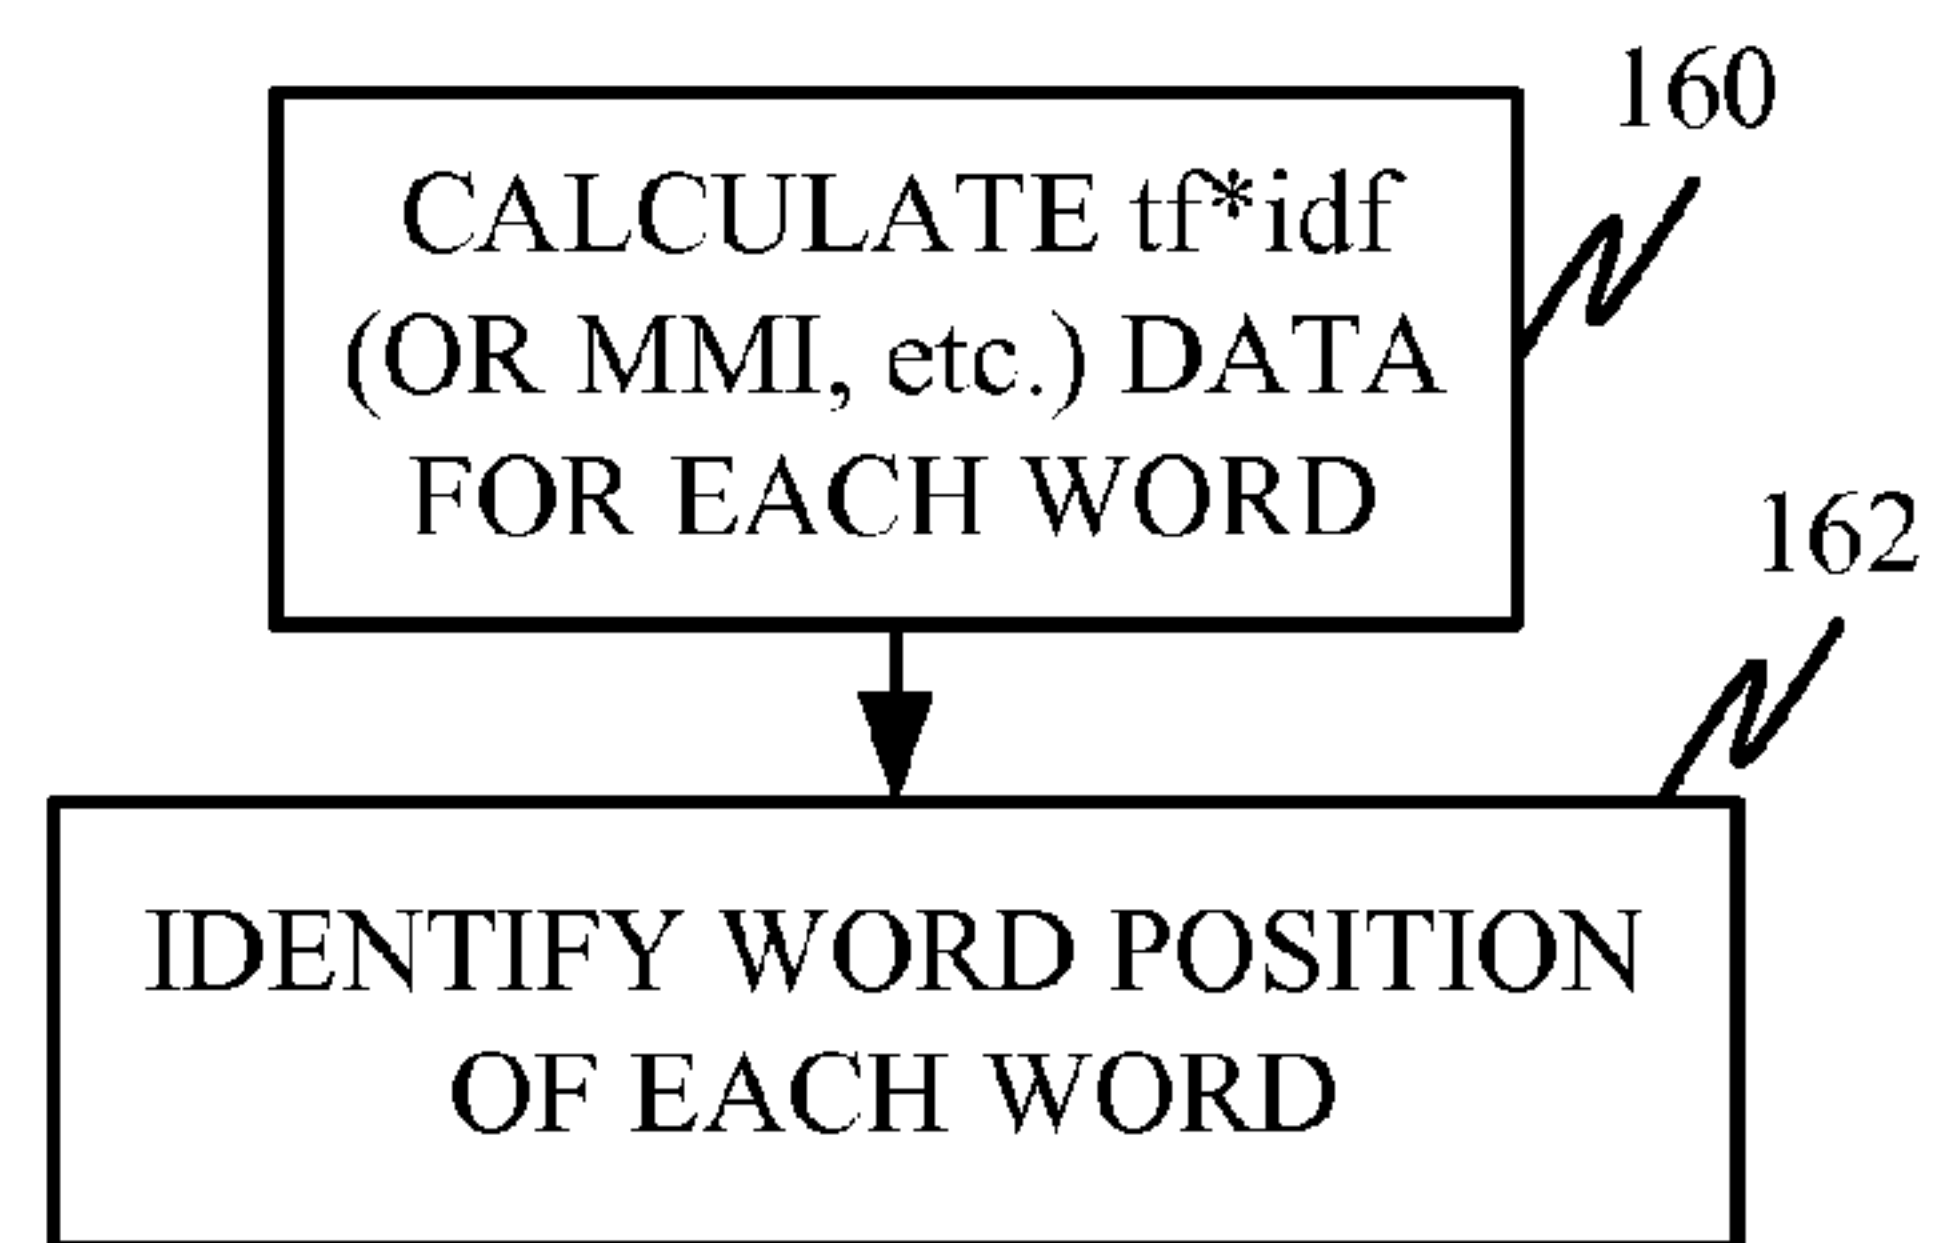 160
CALCULATE tf*idf
(OR MMI, etc.) DATA
FOR EACH WORD
162
IDENTIFY WORD POSITION
OF EACH WORD